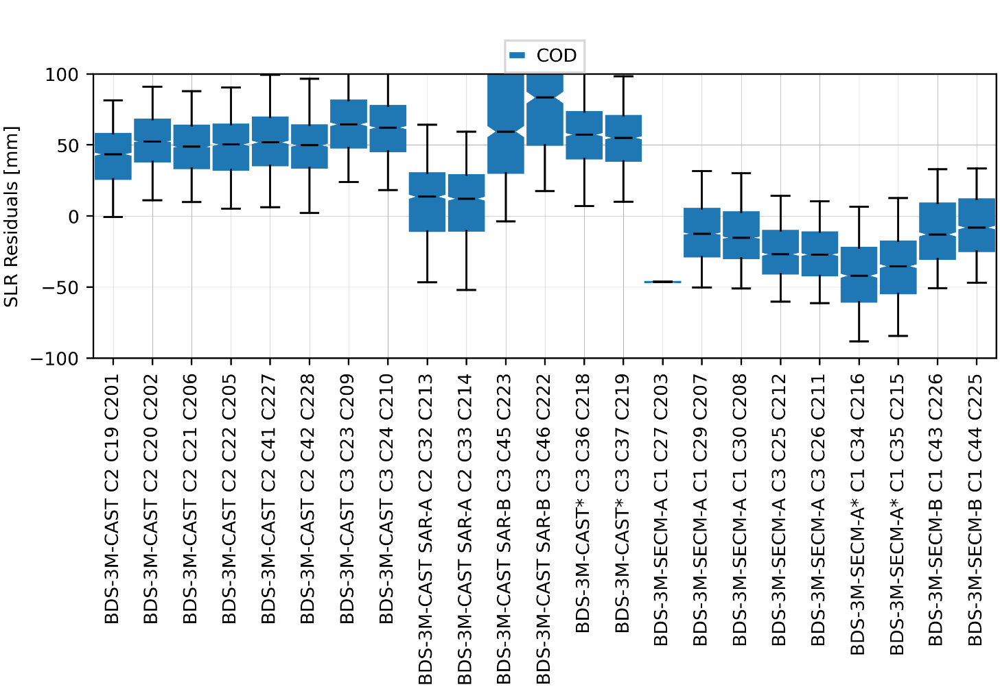 COD
SLR Residuals [mm]
100
50
0
−50
−100
BDS-3M-CAST C2 C19 C201
BDS-3M-CAST C2 C20 C202
BDS-3M-CAST C2 C21 C206
BDS-3M-CAST C2 C22 C205
BDS-3M-CAST C2 C41 C227
BDS-3M-CAST C2 C42 C228
BDS-3M-CAST C3 C23 C209
BDS-3M-CAST C3 C24 C210
BDS-3M-CAST SAR-A C2 C32 C213
BDS-3M-CAST SAR-A C2 C33 C214
BDS-3M-CAST SAR-B C3 C45 C223
BDS-3M-CAST SAR-B C3 C46 C222
BDS-3M-CAST* C3 C36 C218
BDS-3M-CAST* C3 C37 C219
BDS-3M-SECM-A C1 C27 C203
BDS-3M-SECM-A C1 C29 C207
BDS-3M-SECM-A C1 C30 C208
BDS-3M-SECM-A C3 C25 C212
BDS-3M-SECM-A C3 C26 C211
BDS-3M-SECM-A* C1 C34 C216
BDS-3M-SECM-A* C1 C35 C215
BDS-3M-SECM-B C1 C43 C226
BDS-3M-SECM-B C1 C44 C225